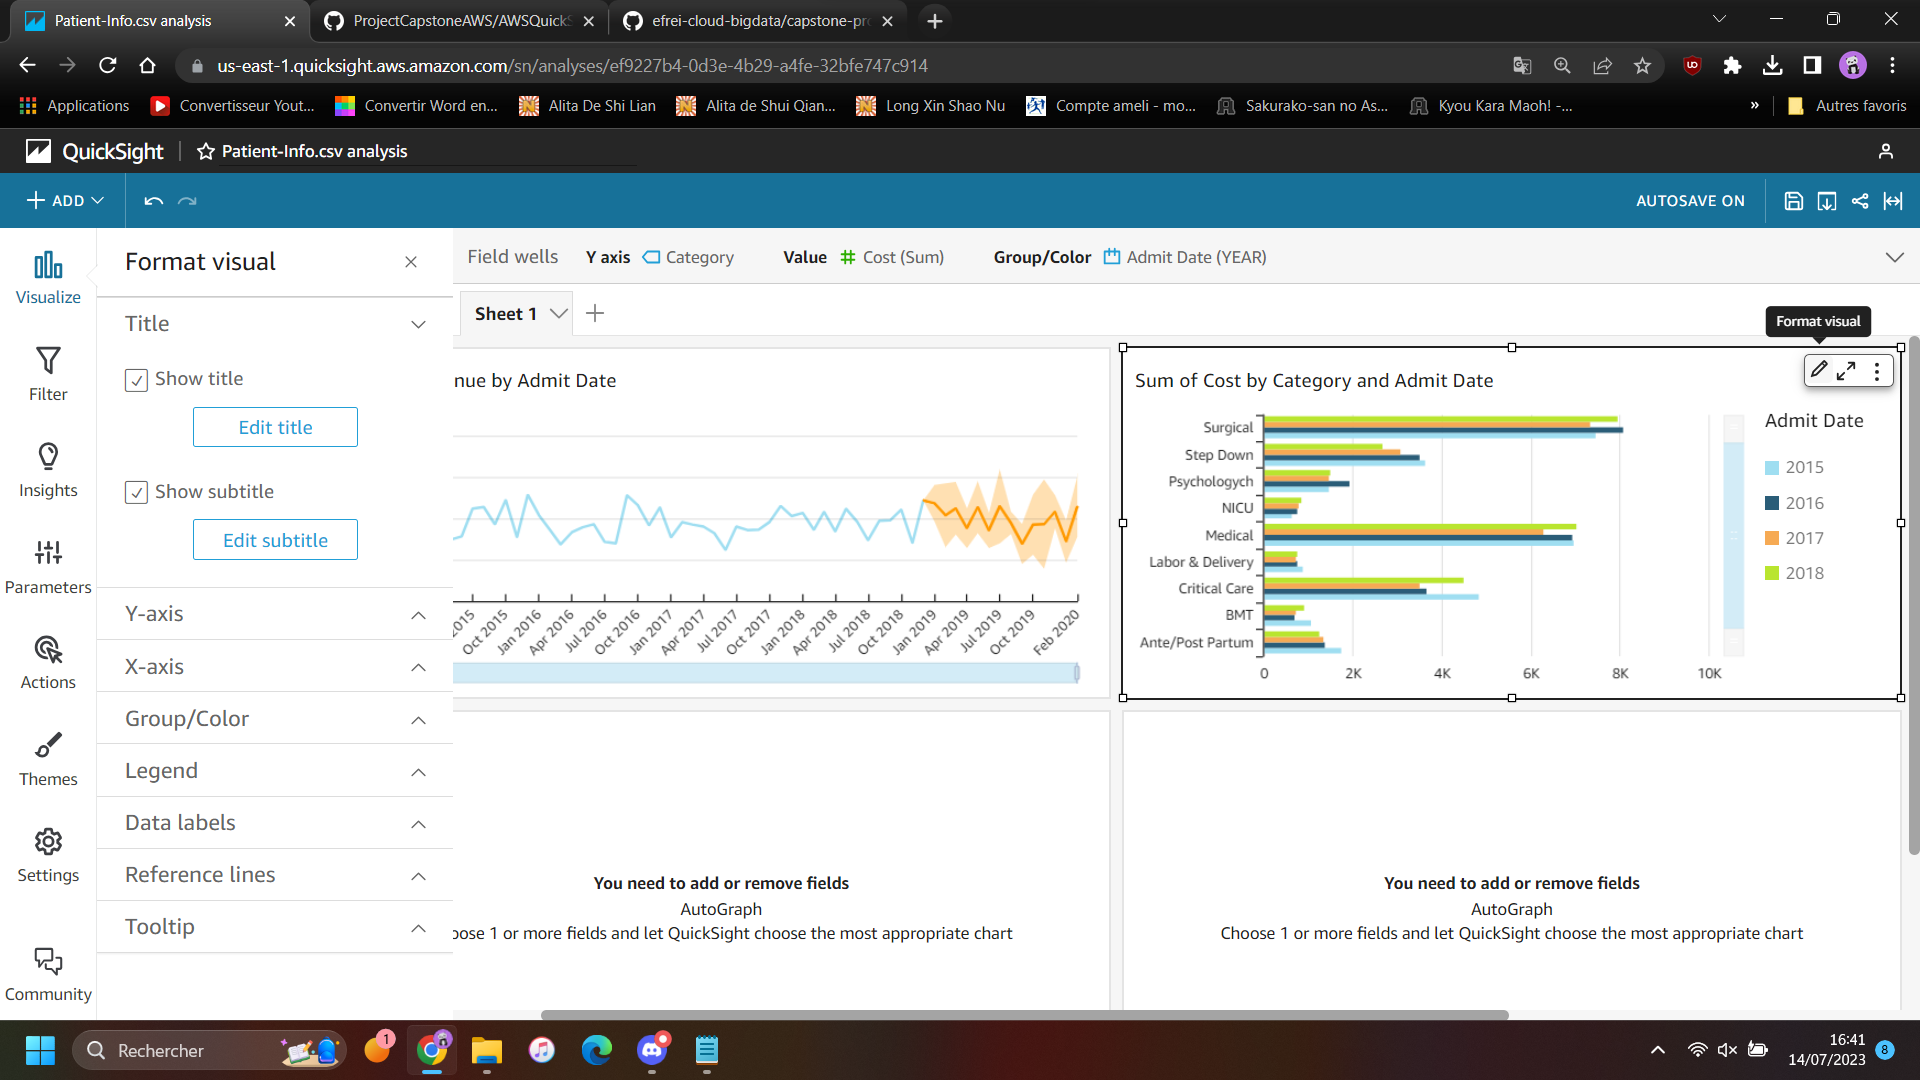 Patient-Info.csv analysis
ProjectCapstoneAWS/AWSQuickS
efrei-cloud-bigdata/capstone-pro
us-east-1.quicksight.aws.amazon.com/sn/analyses/ef9227b4-0d3e-4b29-a4fe-32bfe747c914
Applications
Convertisseur Yout...
Convertir Word en...
Alita De Shi Lian
Alita de Shui Qian...
Long Xin Shao Nu
Compte ameli - mo...
Sakurako-san no As...
Kyou Kara Maoh! -...
»
Autres favoris
QuickSight
Patient-Info.csv analysis
ADD
AUTOSAVE ON
Visualize
Filter
Insights
Parameters
Actions
Themes
Settings
Community
Format visual
Title
Show title
Edit title
Show subtitle
Edit subtitle
Y-axis
X-axis
Group/Color
Legend
Data labels
Reference lines
Tooltip
Field wells
Y axis Category
Value # Cost (Sum)
Group/Color Admit Date (YEAR)
Sheet 1
Format visual
nue by Admit Date
2015
Oct 2015
Jan 2016
Apr 2016
Jul 2016
Oct 2016
Jan 2017
Apr 2017
Jul 2017
Oct 2017
Jan 2018
Apr 2018
Jul 2018
Oct 2018
Jan 2019
Apr 2019
Jul 2019
Oct 2019
Feb 2020
Sum of Cost by Category and Admit Date
Surgical
Step Down
Psychologych
NICU
Medical
Labor & Delivery
Critical Care
BMT
Ante/Post Partum
0
2K
4K
6K
8K
10K
Admit Date
2015
2016
2017
2018
You need to add or remove fields
AutoGraph
oose 1 or more fields and let QuickSight choose the most appropriate chart
You need to add or remove fields
AutoGraph
Choose 1 or more fields and let QuickSight choose the most appropriate chart
Rechercher
1
16:41
14/07/2023
8